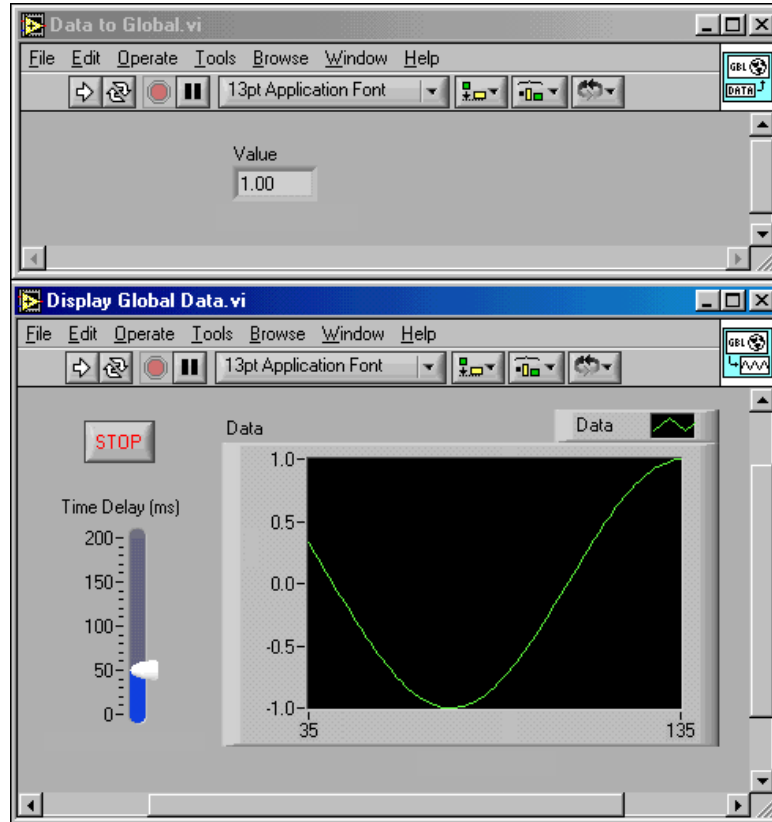 Data to Global.vi
File Edit Operate Tools Browse Window Help
13pt Application Font
GBL
DATA
Value
1.00
Display Global Data.vi
File Edit Operate Tools Browse Window Help
13pt Application Font
GBL
STOP
Data
Data
Time Delay (ms)
200
150
100
50
0
1.0
0.5
0.0
-0.5
-1.0
35
135